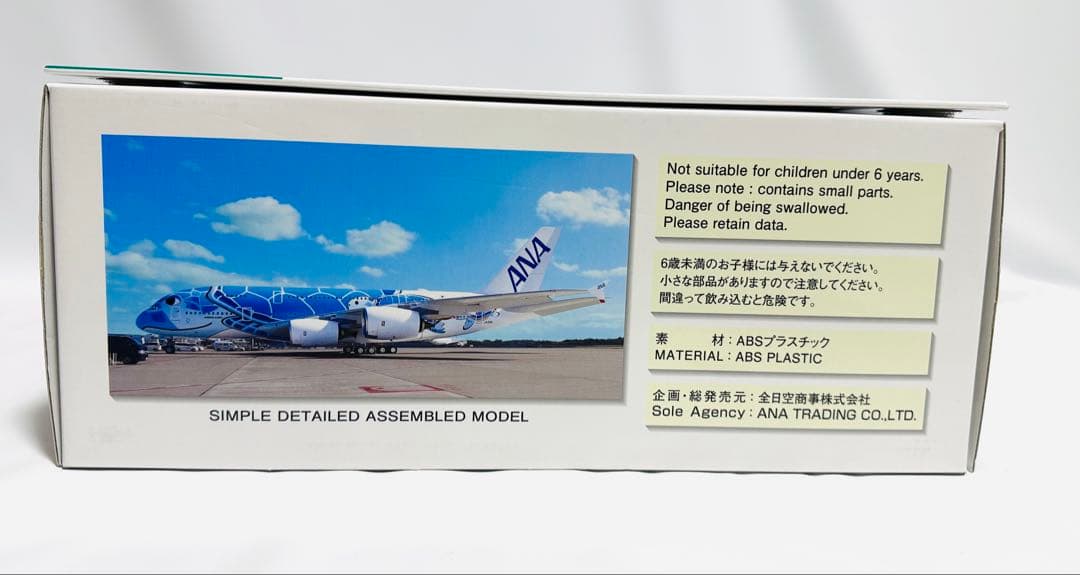 ANA
SIMPLE DETAILED ASSEMBLED MODEL
Not suitable for children under 6 years.
Please note : contains small parts.
Danger of being swallowed.
Please retain data.
6歳未満のお子様には与えないでください。
小さな部品がありますので注意してください。
間違って飲み込むと危険です。
素　　材：ABSプラスチック
MATERIAL : ABS PLASTIC
企画・総発売元：全日空商事株式会社
Sole Agency : ANA TRADING CO.,LTD.